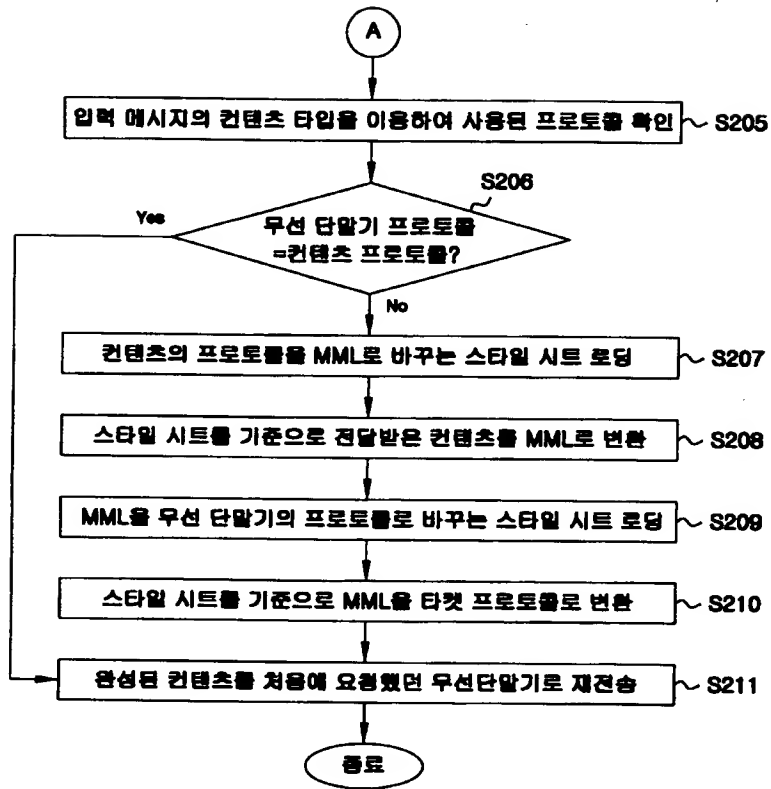 A
입력 메시지의 컨텐츠 타입을 이용하여 사용된 프로토콜 확인
S205
S206
무선 단말기 프로토콜
=컨텐츠 프로토콜?
Yes
No
컨텐츠의 프로토콜을 MML로 바꾸는 스타일 시트 로딩
S207
스타일 시트를 기준으로 전달받은 컨텐츠를 MML로 변환
S208
MML을 무선 단말기의 프로토콜로 바꾸는 스타일 시트 로딩
S209
스타일 시트를 기준으로 MML을 타켓 프로토콜로 변환
S210
완성된 컨텐츠를 처음에 요청했던 무선단말기로 재전송
S211
종료